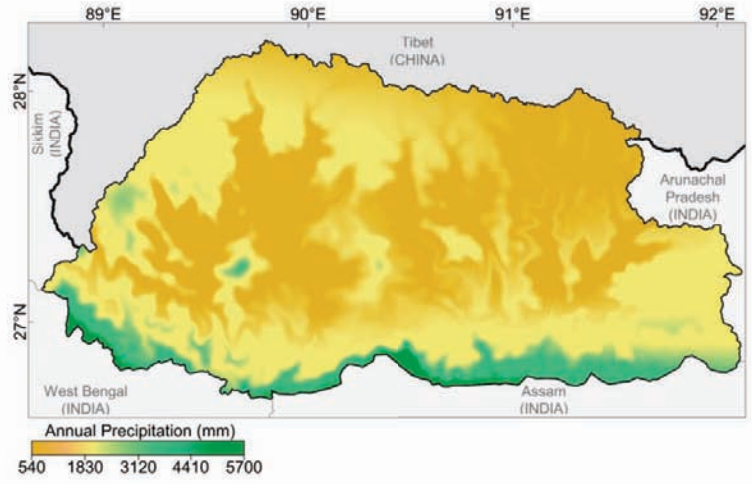 89°E 90°E 91°E 92°E
Tibet
(CHINA)
28°N
Sikkim
(INDIA)
Arunachal
Pradesh
(INDIA)
27°N
West Bengal
(INDIA)
Assam
(INDIA)
Annual Precipitation (mm)
540 1830 3120 4410 5700